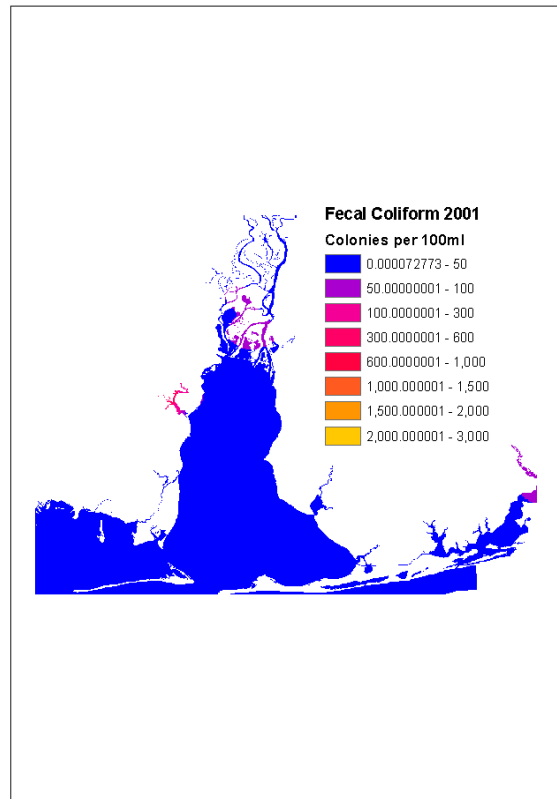 Fecal Coliform 2001
Colonies per 100ml
0.000072773 - 50
50.00000001 - 100
100.0000001 - 300
300.0000001 - 600
600.0000001 - 1,000
1,000.000001 - 1,500
1,500.000001 - 2,000
2,000.000001 - 3,000